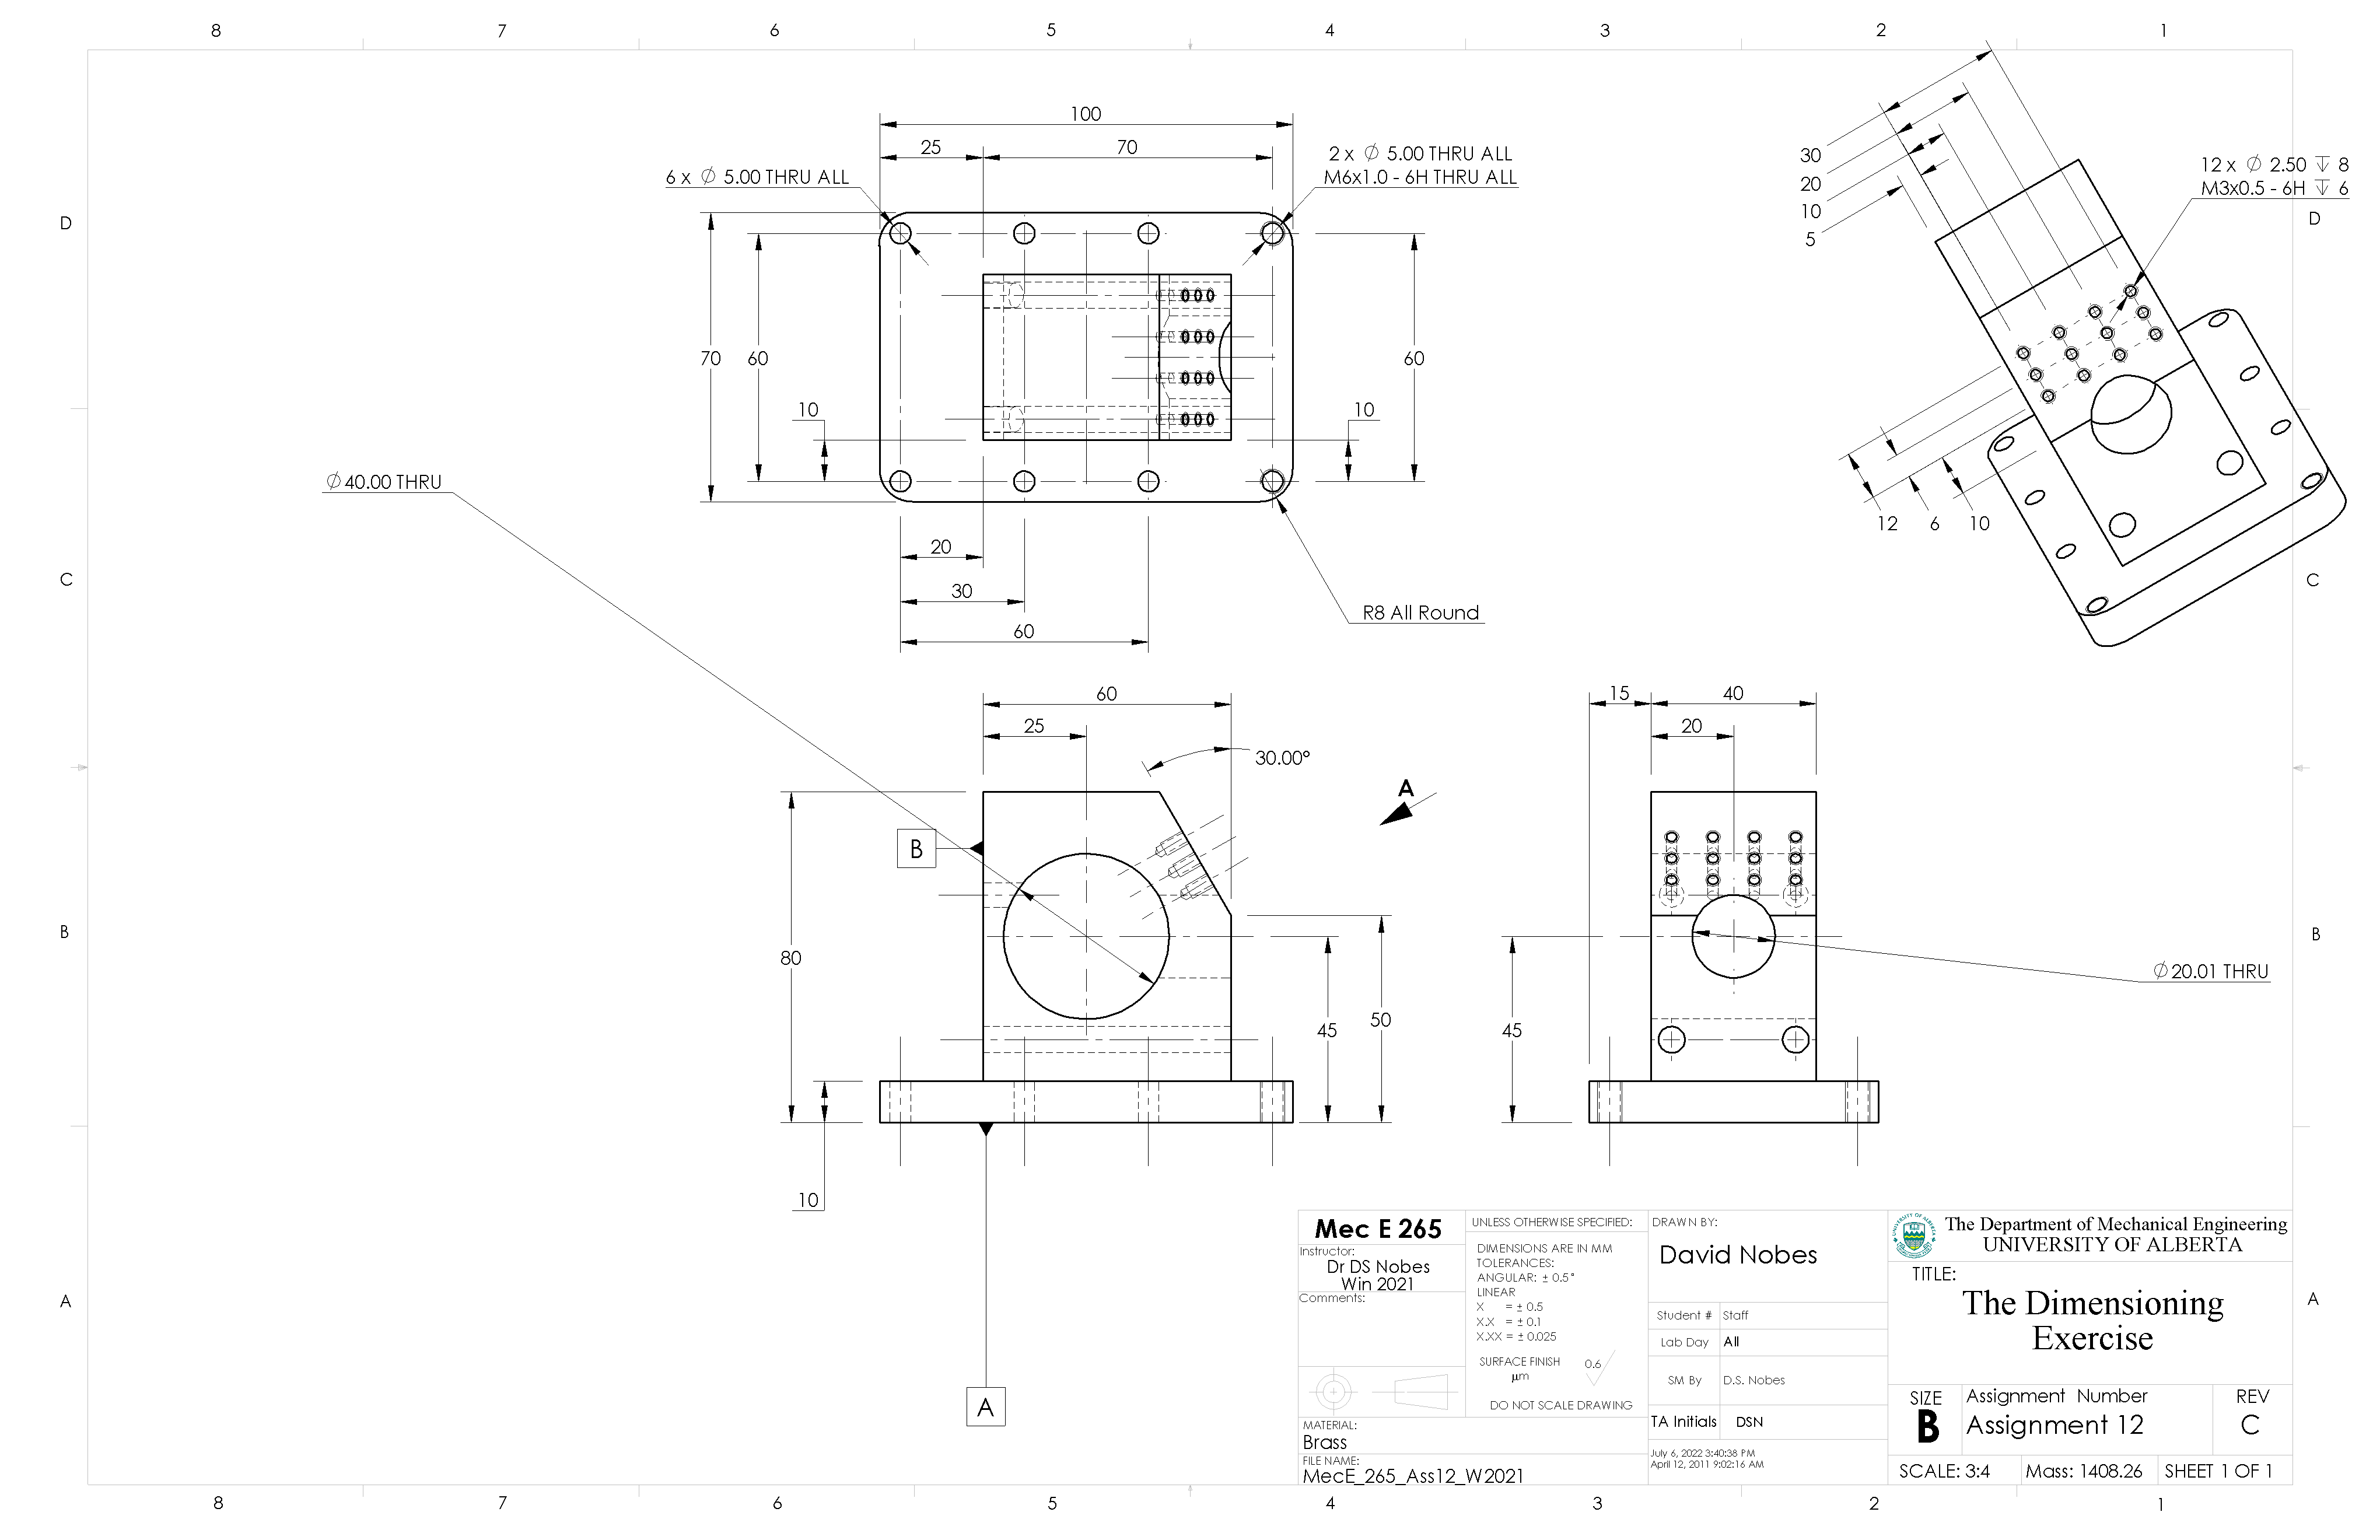 8 7 6 5 4 3 2 1
D
C
B
A
100
25
70
6 x ∅ 5.00 THRU ALL
2 x ∅ 5.00 THRU ALL
M6x1.0 - 6H THRU ALL
70
60
10
60
10
20
30
60
R8 All Round
30
20
10
5
12 x ∅ 2.50 ↧ 8
M3x0.5 - 6H ↧ 6
D
12
6
10
C
∅40.00 THRU
60
25
30.00°
A
B
80
45
50
10
A
15
40
20
45
∅20.01 THRU
B
A
Mec E 265
Instructor:
Dr DS Nobes
Win 2021
Comments:
MATERIAL:
Brass
FILE NAME:
MecE_265_Ass12_W2021
UNLESS OTHERWISE SPECIFIED:
DIMENSIONS ARE IN MM
TOLERANCES:
ANGULAR: ± 0.5°
LINEAR
X = ± 0.5
X.X = ± 0.1
X.XX = ± 0.025
SURFACE FINISH 0.6
µm
DO NOT SCALE DRAWING
DRAWN BY:
David Nobes
Student # Staff
Lab Day All
SM By D.S. Nobes
TA Initials DSN
July 6, 2022 3:40:38 PM
April 12, 2011 9:02:16 AM
UNIVERSITY OF ALBERTA
The Department of Mechanical Engineering
UNIVERSITY OF ALBERTA
TITLE:
The Dimensioning
Exercise
SIZE
B
Assignment Number
Assignment 12
REV
C
SCALE: 3:4
Mass: 1408.26
SHEET 1 OF 1
8 7 6 5 4 3 2 1